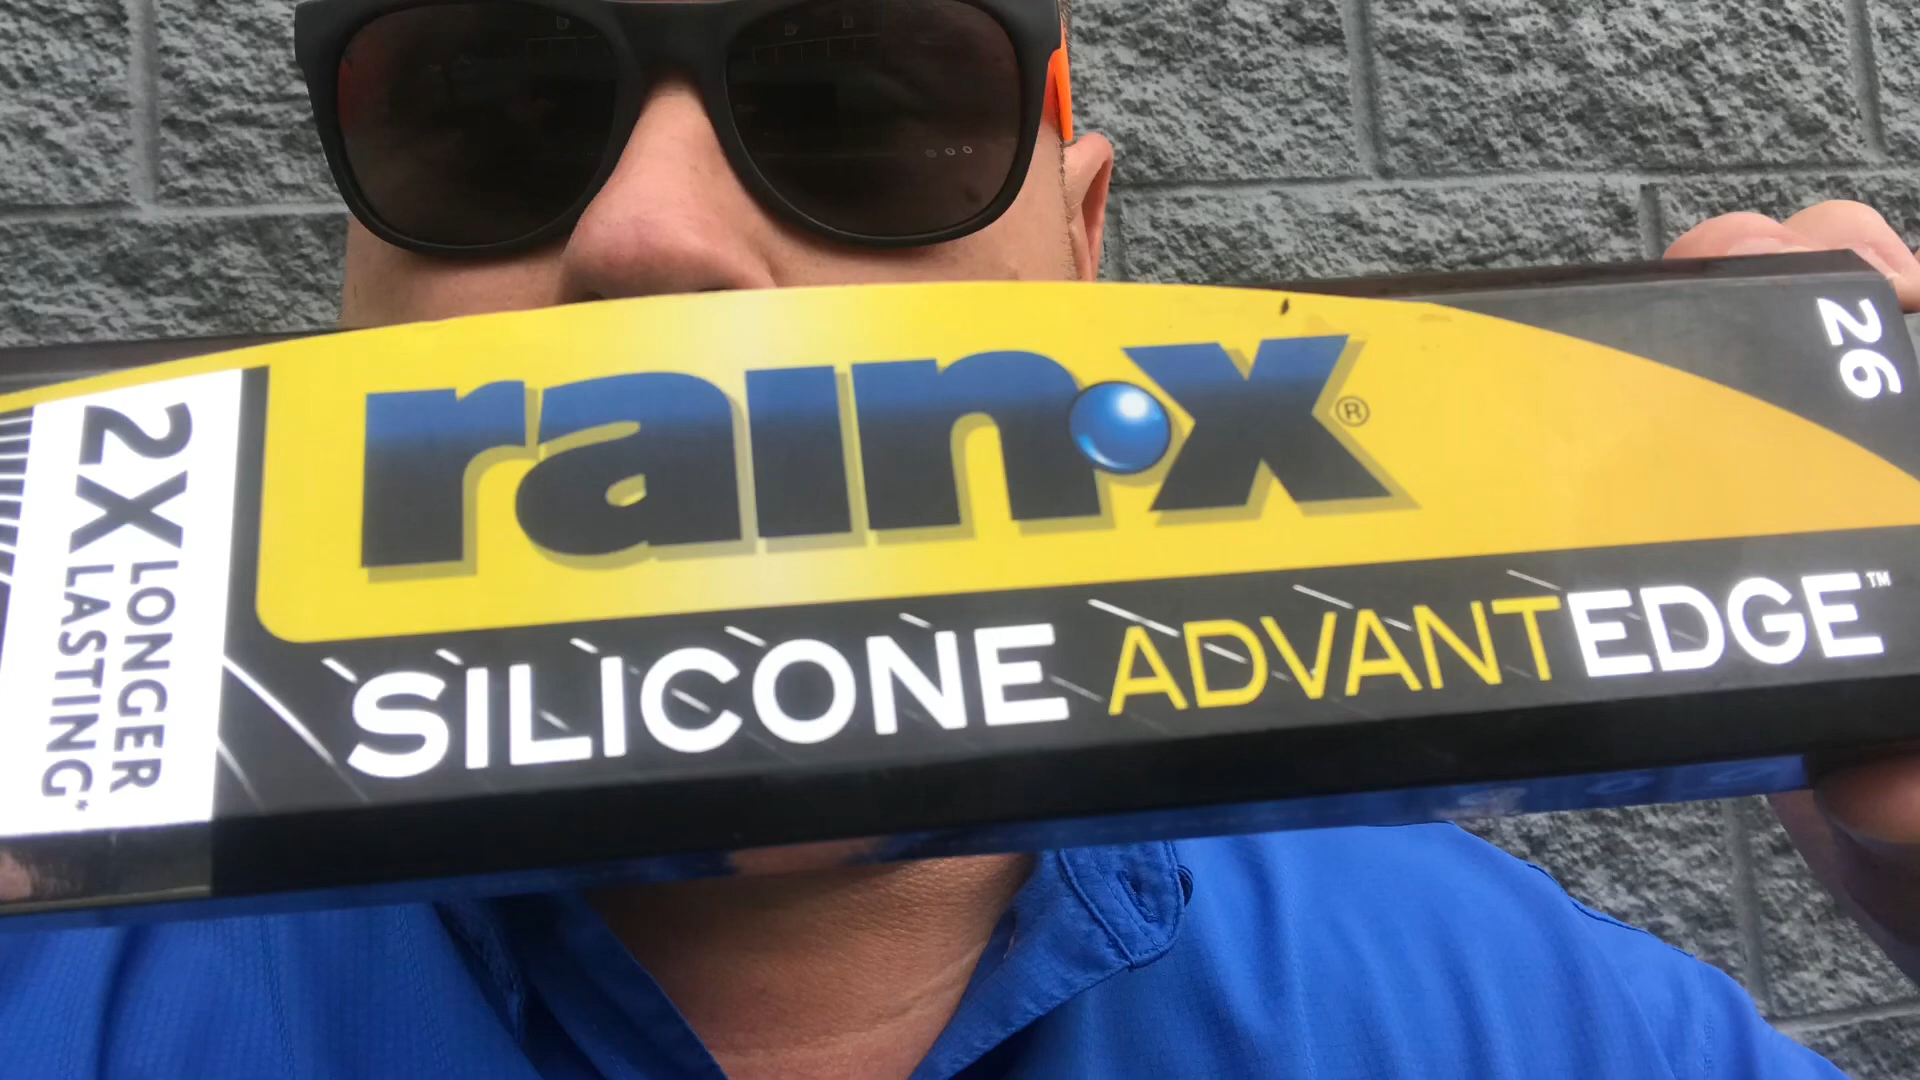 rain-x®
SILICONE ADVANTEDGE™
2X
LONGER
LASTING*
26